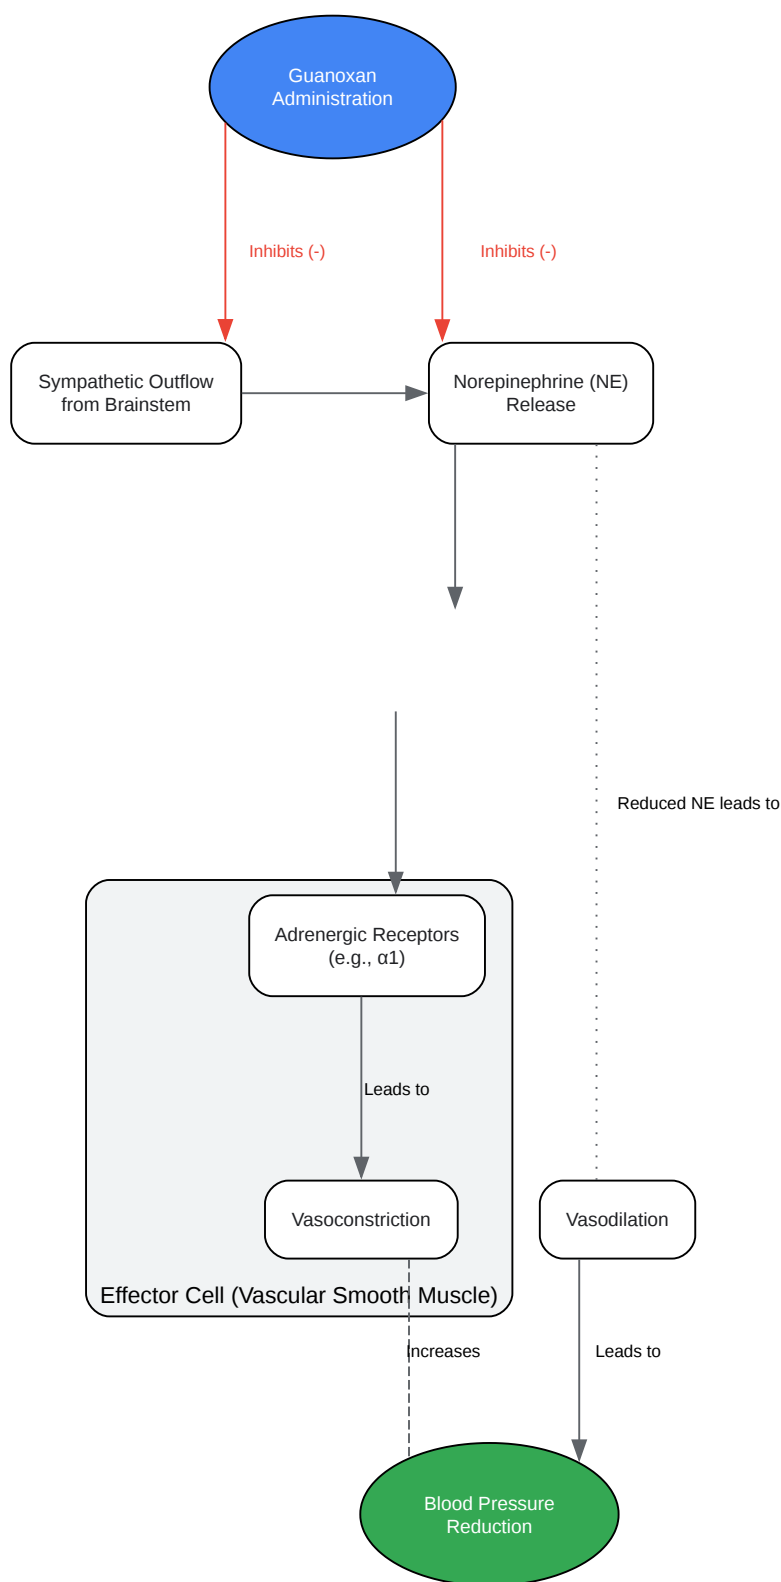 Guanoxan
Administration
Inhibits (-)
Inhibits (-)
Sympathetic Outflow
from Brainstem
Norepinephrine (NE)
Release
Reduced NE leads to
Adrenergic Receptors
(e.g., α1)
Leads to
Vasoconstriction
Vasodilation
Effector Cell (Vascular Smooth Muscle)
Increases
Leads to
Blood Pressure
Reduction